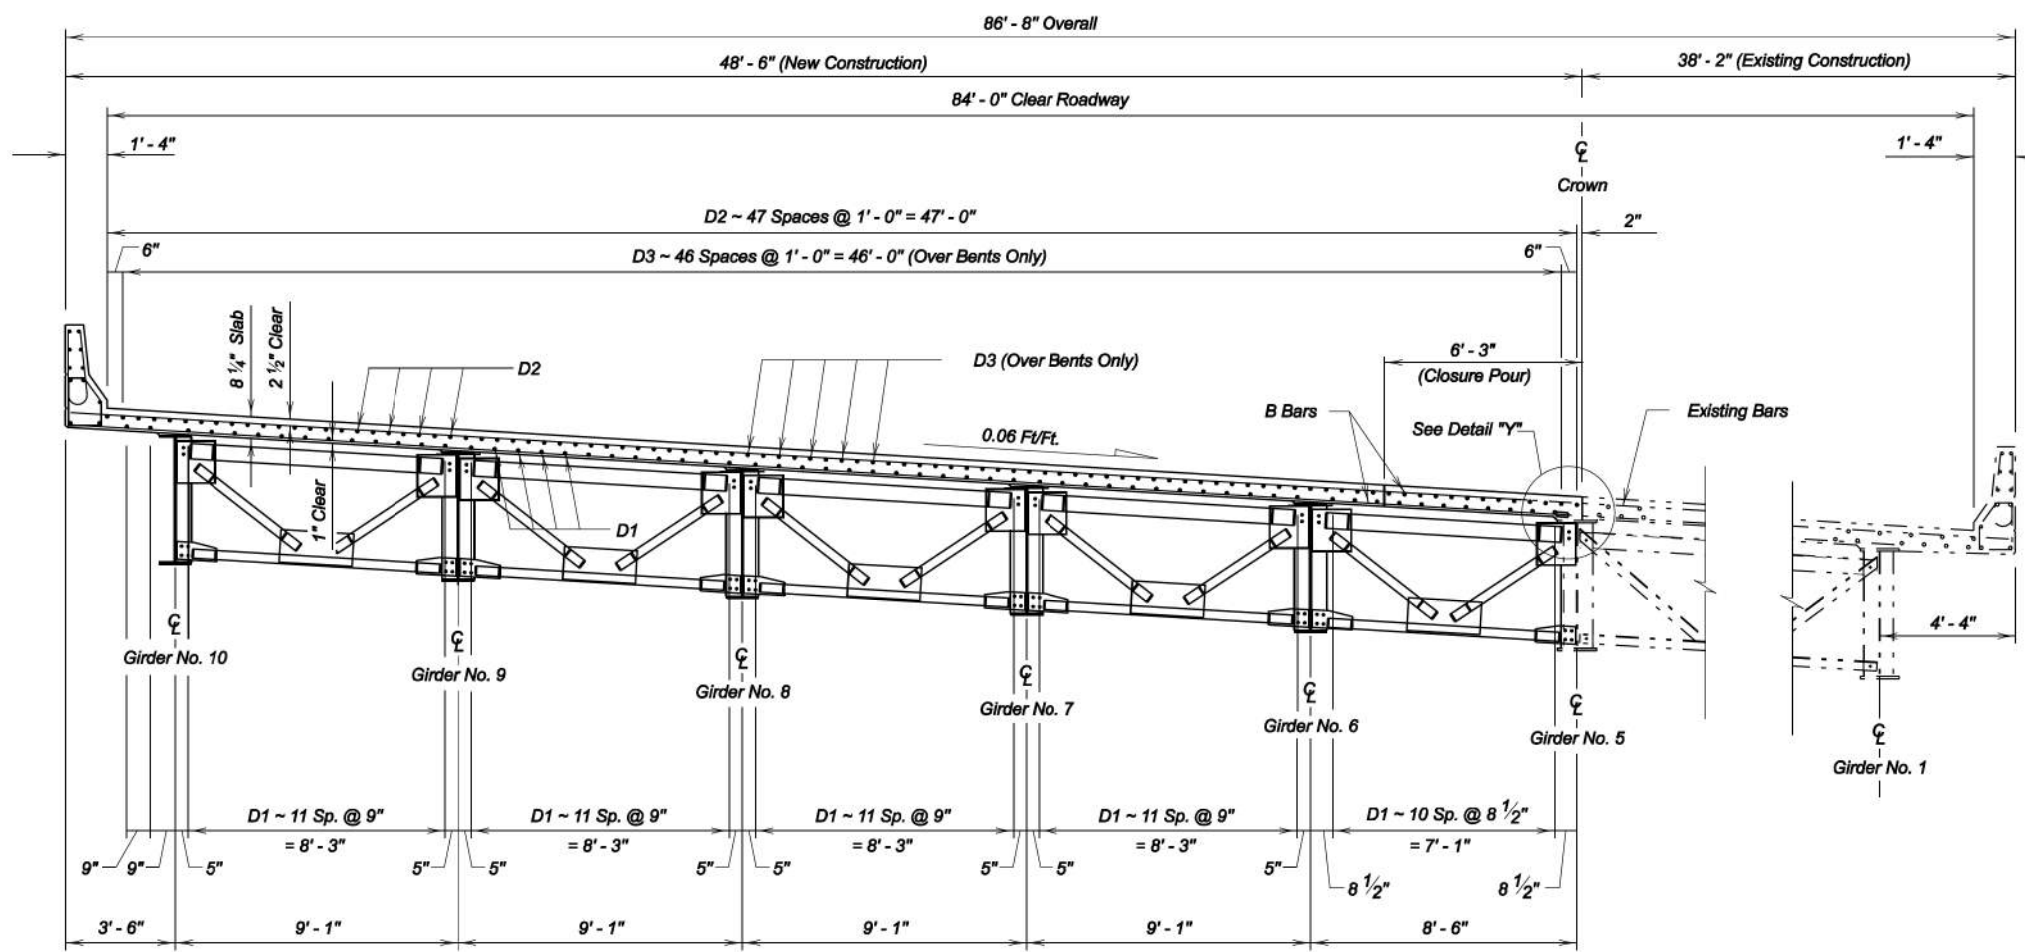 86' - 8" Overall
48' - 6" (New Construction)
38' - 2" (Existing Construction)
84' - 0" Clear Roadway
1' - 4"
1' - 4"
℄
Crown
D2 ~ 47 Spaces @ 1' - 0" = 47' - 0"
2"
6"
D3 ~ 46 Spaces @ 1' - 0" = 46' - 0" (Over Bents Only)
6"
8 ¼" Slab
2 ½" Clear
D2
D3 (Over Bents Only)
6' - 3"
(Closure Pour)
B Bars
Existing Bars
See Detail "Y"
0.06 Ft/Ft.
1" Clear
D1
4' - 4"
℄
Girder No. 10
℄
Girder No. 9
℄
Girder No. 8
℄
Girder No. 7
℄
Girder No. 6
℄
Girder No. 5
℄
Girder No. 1
D1 ~ 11 Sp. @ 9"
= 8' - 3"
D1 ~ 11 Sp. @ 9"
= 8' - 3"
D1 ~ 11 Sp. @ 9"
= 8' - 3"
D1 ~ 11 Sp. @ 9"
= 8' - 3"
D1 ~ 10 Sp. @ 8 ½"
= 7' - 1"
9"
9"
5"
5"
5"
5"
5"
5"
5"
5"
8 ½"
8 ½"
3' - 6"
9' - 1"
9' - 1"
9' - 1"
9' - 1"
8' - 6"